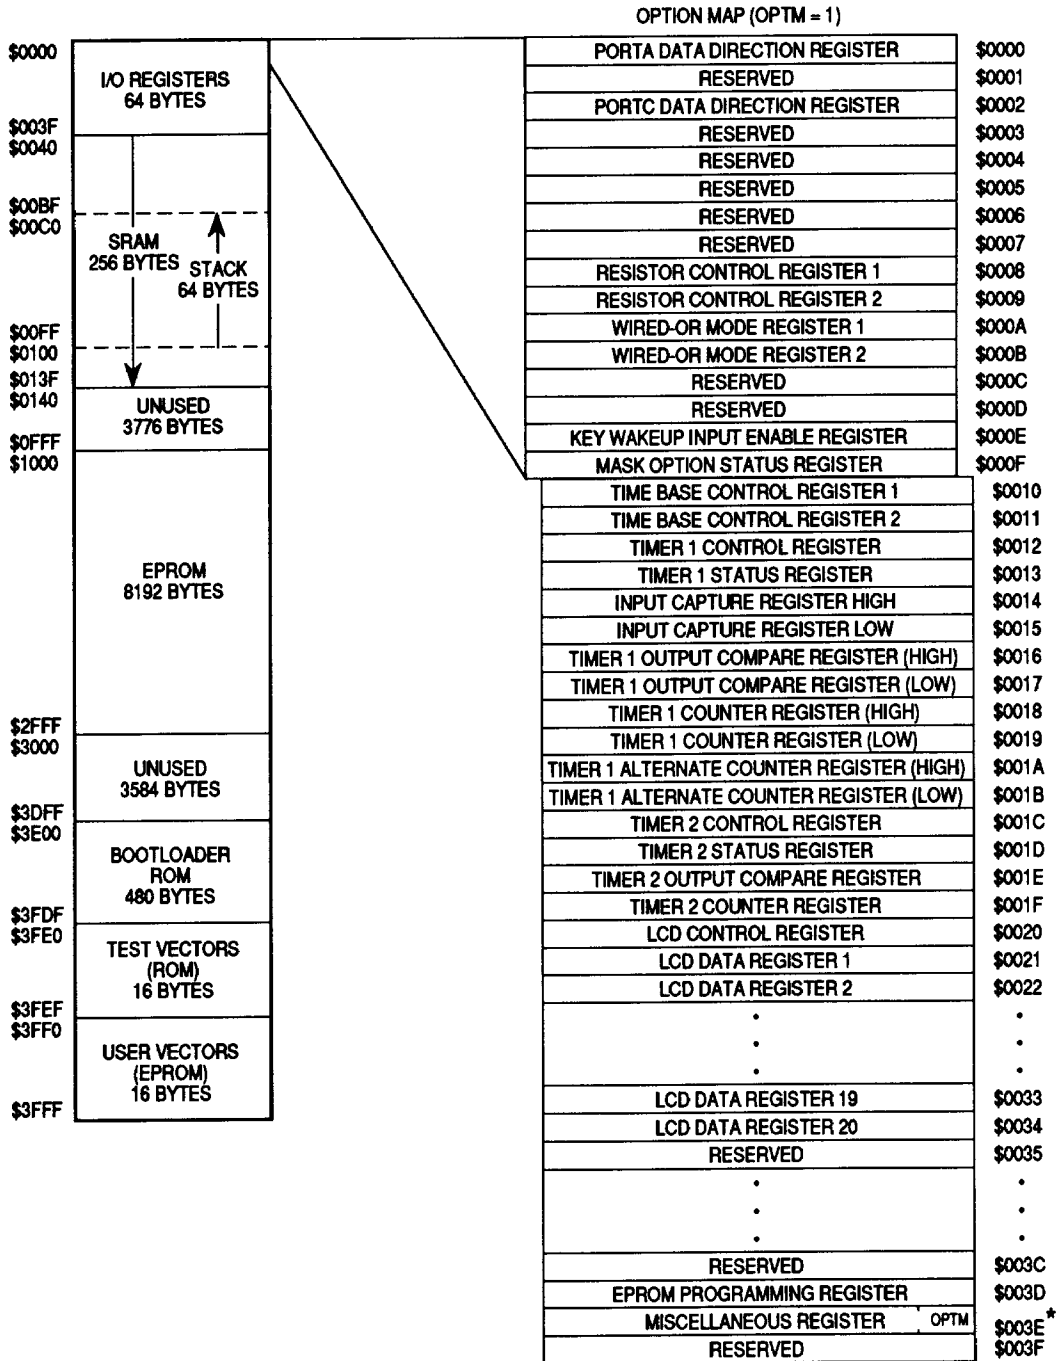 OPTION MAP (OPTM = 1)
$0000
I/O REGISTERS
64 BYTES
$003F
$0040
$00BF
$00C0
SRAM
256 BYTES
STACK
64 BYTES
$00FF
$0100
$013F
$0140
UNUSED
3776 BYTES
$0FFF
$1000
EPROM
8192 BYTES
$2FFF
$3000
UNUSED
3584 BYTES
$3DFF
$3E00
BOOTLOADER
ROM
480 BYTES
$3FDF
$3FE0
TEST VECTORS
(ROM)
16 BYTES
$3FEF
$3FF0
USER VECTORS
(EPROM)
16 BYTES
$3FFF
PORTA DATA DIRECTION REGISTER $0000
RESERVED $0001
PORTC DATA DIRECTION REGISTER $0002
RESERVED $0003
RESERVED $0004
RESERVED $0005
RESERVED $0006
RESERVED $0007
RESISTOR CONTROL REGISTER 1 $0008
RESISTOR CONTROL REGISTER 2 $0009
WIRED-OR MODE REGISTER 1 $000A
WIRED-OR MODE REGISTER 2 $000B
RESERVED $000C
RESERVED $000D
KEY WAKEUP INPUT ENABLE REGISTER $000E
MASK OPTION STATUS REGISTER $000F
TIME BASE CONTROL REGISTER 1 $0010
TIME BASE CONTROL REGISTER 2 $0011
TIMER 1 CONTROL REGISTER $0012
TIMER 1 STATUS REGISTER $0013
INPUT CAPTURE REGISTER HIGH $0014
INPUT CAPTURE REGISTER LOW $0015
TIMER 1 OUTPUT COMPARE REGISTER (HIGH) $0016
TIMER 1 OUTPUT COMPARE REGISTER (LOW) $0017
TIMER 1 COUNTER REGISTER (HIGH) $0018
TIMER 1 COUNTER REGISTER (LOW) $0019
TIMER 1 ALTERNATE COUNTER REGISTER (HIGH) $001A
TIMER 1 ALTERNATE COUNTER REGISTER (LOW) $001B
TIMER 2 CONTROL REGISTER $001C
TIMER 2 STATUS REGISTER $001D
TIMER 2 OUTPUT COMPARE REGISTER $001E
TIMER 2 COUNTER REGISTER $001F
LCD CONTROL REGISTER $0020
LCD DATA REGISTER 1 $0021
LCD DATA REGISTER 2 $0022
• •
• •
• •
LCD DATA REGISTER 19 $0033
LCD DATA REGISTER 20 $0034
RESERVED $0035
• •
• •
• •
RESERVED $003C
EPROM PROGRAMMING REGISTER $003D
MISCELLANEOUS REGISTER OPTM $003E*
RESERVED $003F